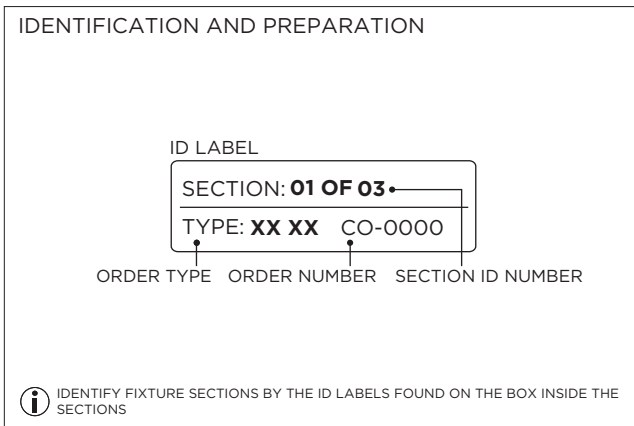 IDENTIFICATION AND PREPARATION
ID LABEL
SECTION: 01 OF 03
TYPE: XX XX CO-0000
ORDER TYPE ORDER NUMBER SECTION ID NUMBER
IDENTIFY FIXTURE SECTIONS BY THE ID LABELS FOUND ON THE BOX INSIDE THE
SECTIONS